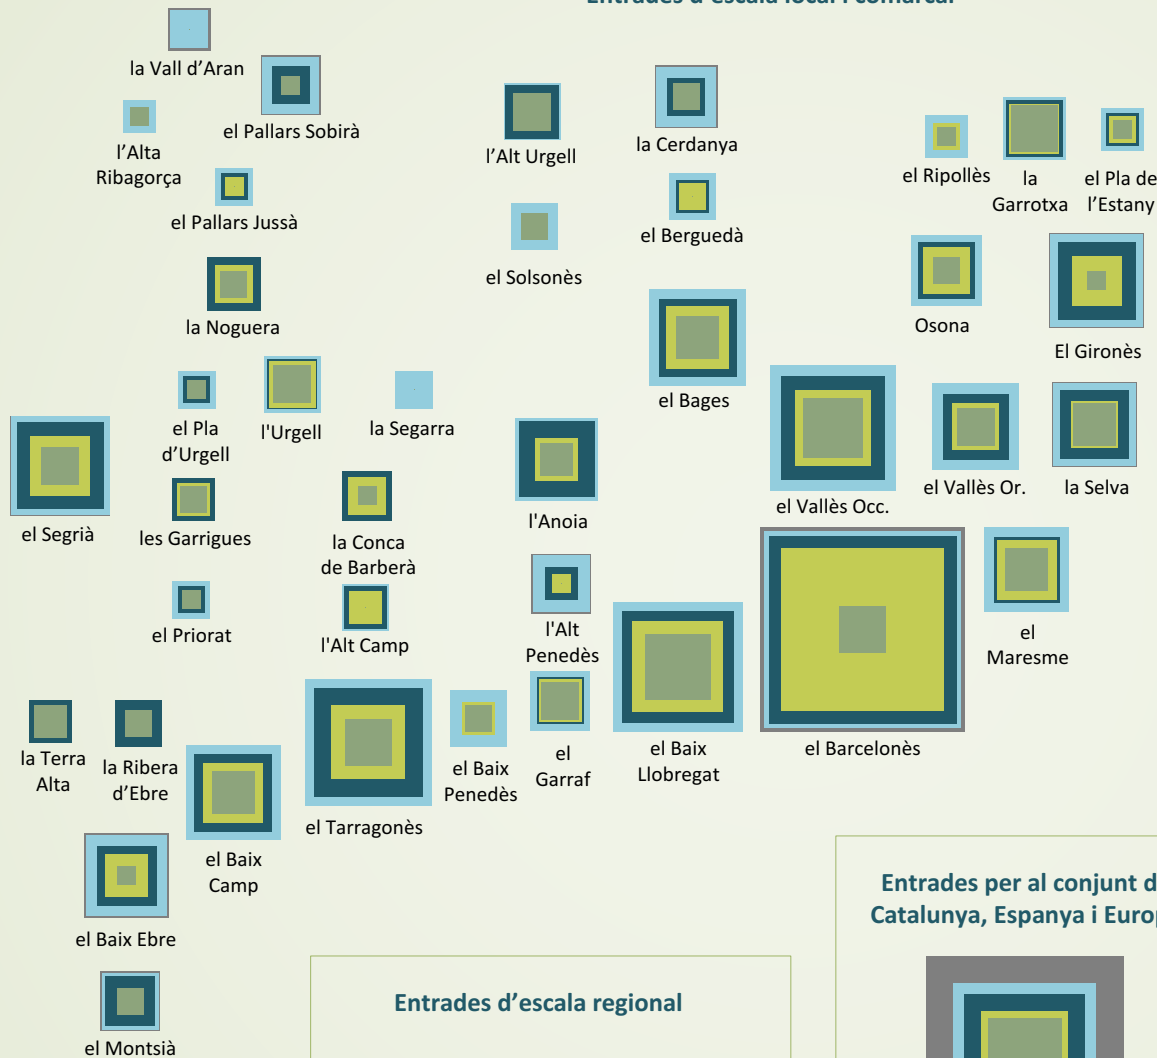 Entrades d'escala local i comarcal
la Vall d'Aran
el Pallars Sobirà
l'Alta
Ribagorça
l'Alt Urgell
la Cerdanya
el Ripollès
la
Garrotxa
el Pla de
l'Estany
el Pallars Jussà
el Berguedà
el Solsonès
la Noguera
Osona
El Gironès
el Bages
el Pla
d'Urgell
l'Urgell
la Segarra
el Vallès Occ.
el Vallès Or.
la Selva
el Segrià
les Garrigues
l'Anoia
la Conca
de Barberà
el Priorat
l'Alt Camp
l'Alt
Penedès
el
Maresme
la Terra
Alta
la Ribera
d'Ebre
el Tarragonès
el Baix
Penedès
el
Garraf
el Baix
Llobregat
el Barcelonès
el Baix
Camp
el Baix Ebre
el Montsià
Entrades d'escala regional
Entrades per al conjunt d
Catalunya, Espanya i Euro